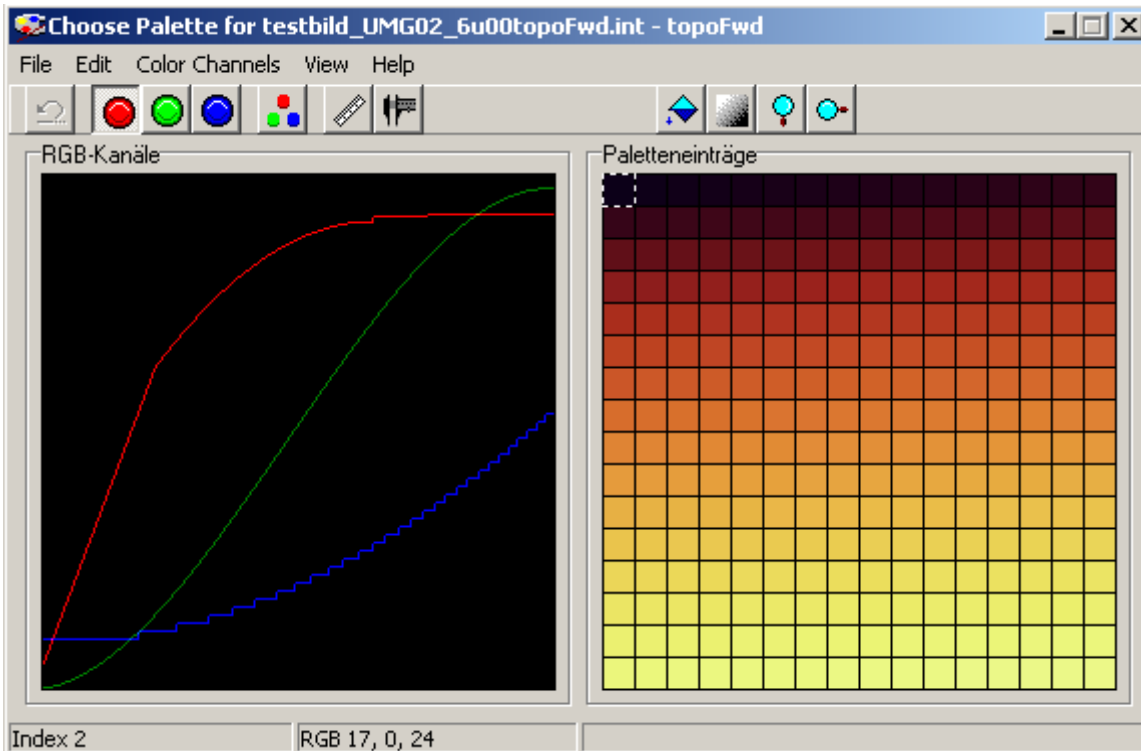 Choose Palette for testbild_UMG02_6u00topoFwd.int - topoFwd
File Edit Color Channels View Help
RGB-Kanäle
Paletteneinträge
Index 2
RGB 17, 0, 24